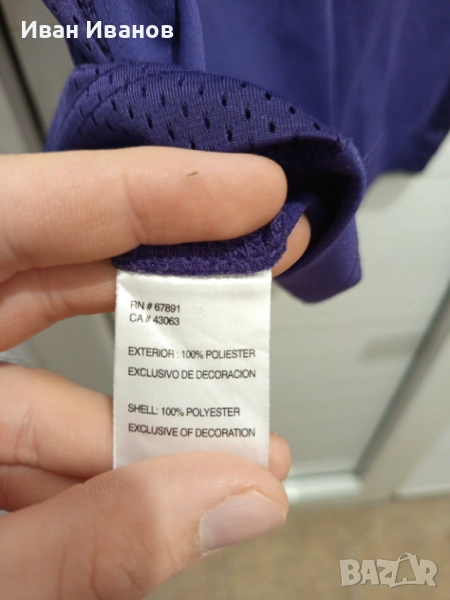 Иван Иванов
RN # 67891
CA # 43063
EXTERIOR : 100% POLIESTER
EXCLUSIVO DE DECORACION
SHELL: 100% POLYESTER
EXCLUSIVE OF DECORATION
BAZAR